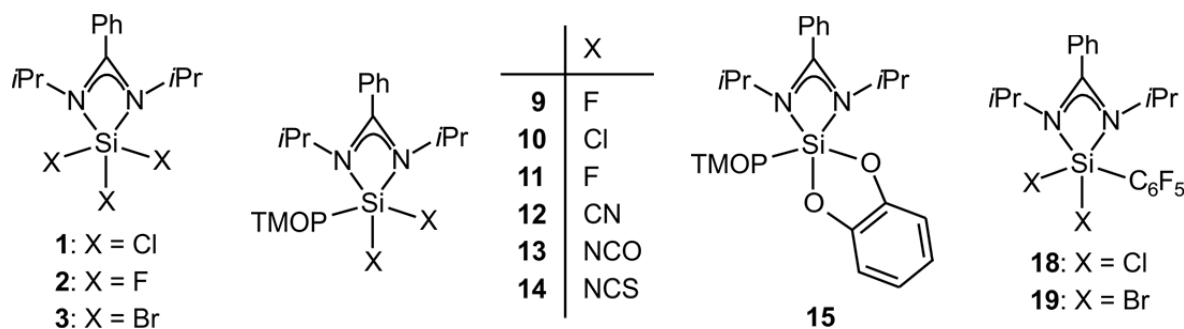 Ph
iPr
iPr
N
N
Si
X
X
X
1: X = Cl
2: X = F
3: X = Br
Ph
iPr
iPr
N
N
Si
TMOP
X
X
X
9 F
10 Cl
11 F
12 CN
13 NCO
14 NCS
Ph
iPr
iPr
N
N
Si
TMOP
O
O
15
Ph
iPr
iPr
N
N
Si
X
C6F5
X
18: X = Cl
19: X = Br